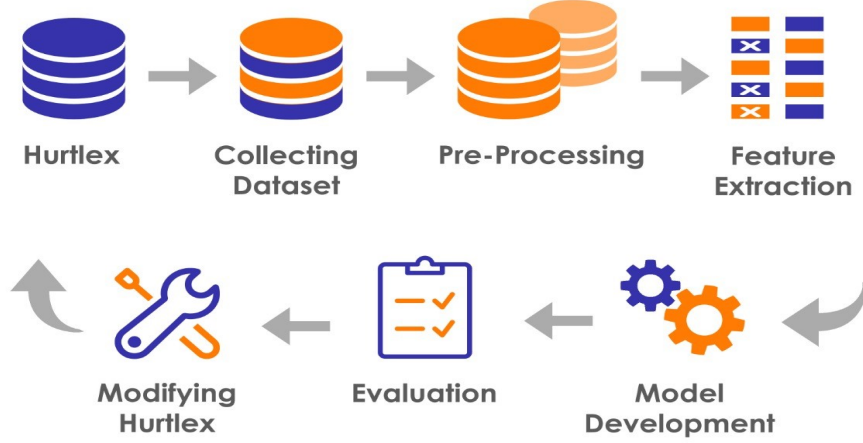 Hurtlex
Collecting
Dataset
Pre-Processing
Feature
Extraction
Model
Development
Evaluation
Modifying
Hurtlex